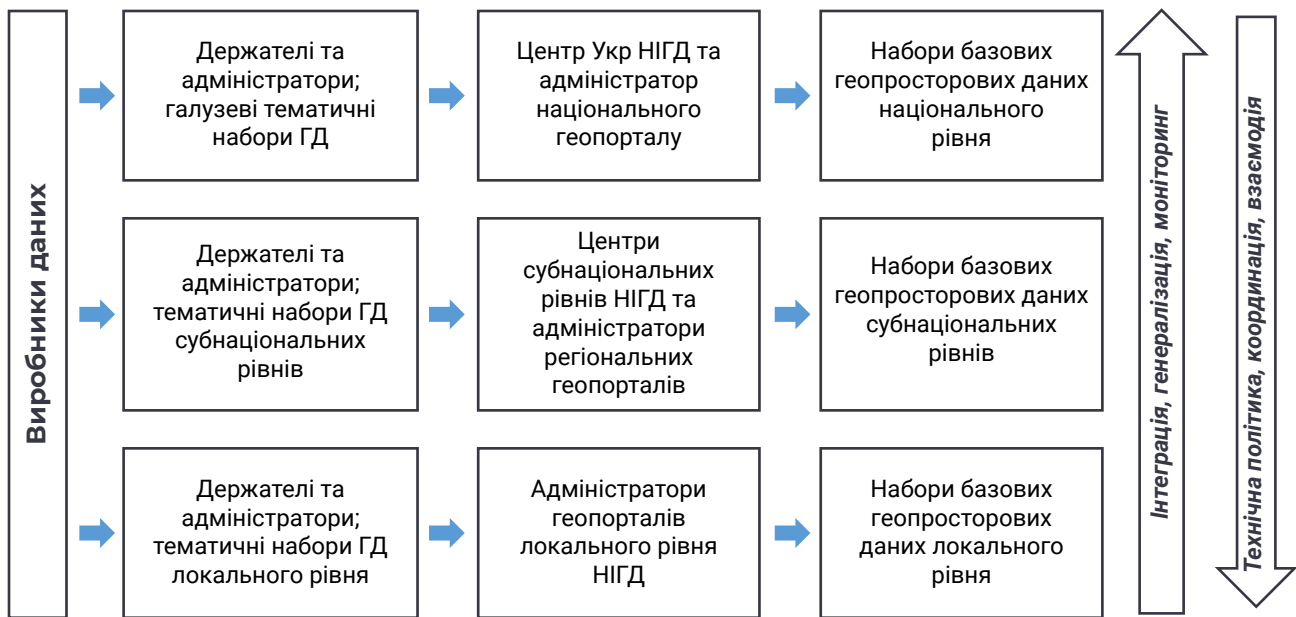 Виробники даних
Держателі та
адміністратори;
галузеві тематичні
набори ГД
Центр Укр НІГД та
адміністратор
національного
геопорталу
Набори базових
геопросторових даних
національного
рівня
Держателі та
адміністратори;
тематичні набори ГД
субнаціональних
рівнів
Центри
субнаціональних
рівнів НІГД та
адміністратори
регіональних
геопорталів
Набори базових
геопросторових даних
субнаціональних
рівнів
Держателі та
адміністратори;
тематичні набори ГД
локального рівня
Адміністратори
геопорталів
локального рівня
НІГД
Набори базових
геопросторових
даних локального
рівня
Інтеграція, генералізація, моніторинг
Технічна політика, координація, взаємодія